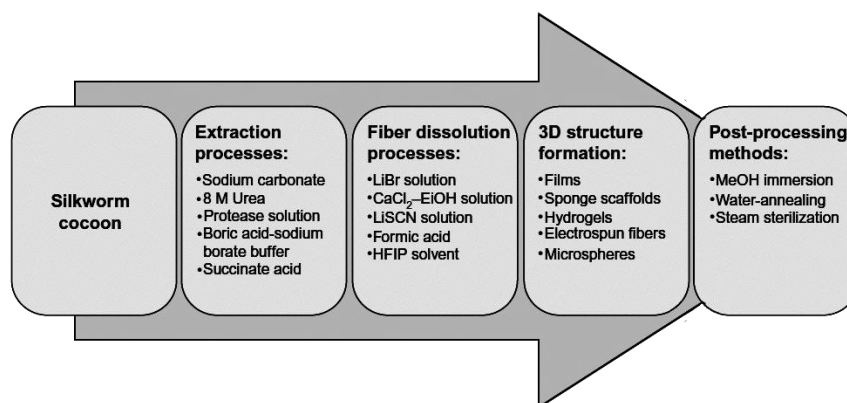 Silkworm
cocoon
Extraction
processes:
•Sodium carbonate
•8 M Urea
•Protease solution
•Boric acid-sodium
borate buffer
•Succinate acid
Fiber dissolution
processes:
•LiBr solution
•CaCl₂–EiOH solution
•LiSCN solution
•Formic acid
•HFIP solvent
3D structure
formation:
•Films
•Sponge scaffolds
•Hydrogels
•Electrospun fibers
•Microspheres
Post-processing
methods:
•MeOH immersion
•Water-annealing
•Steam sterilization